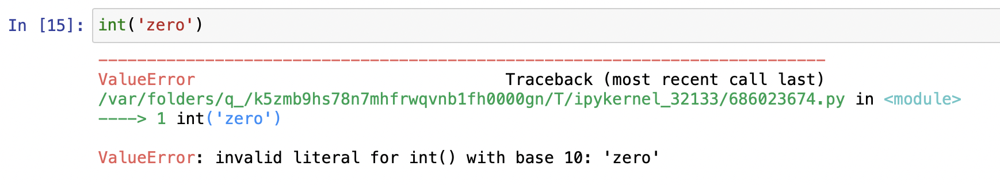 In [15]: int('zero')
---------------------------------------------------------------------------
ValueError                                Traceback (most recent call last)
/var/folders/q_/k5zmb9hs78n7mhfrwqvnb1fh0000gn/T/ipykernel_32133/686023674.py in <module>
----> 1 int('zero')
ValueError: invalid literal for int() with base 10: 'zero'